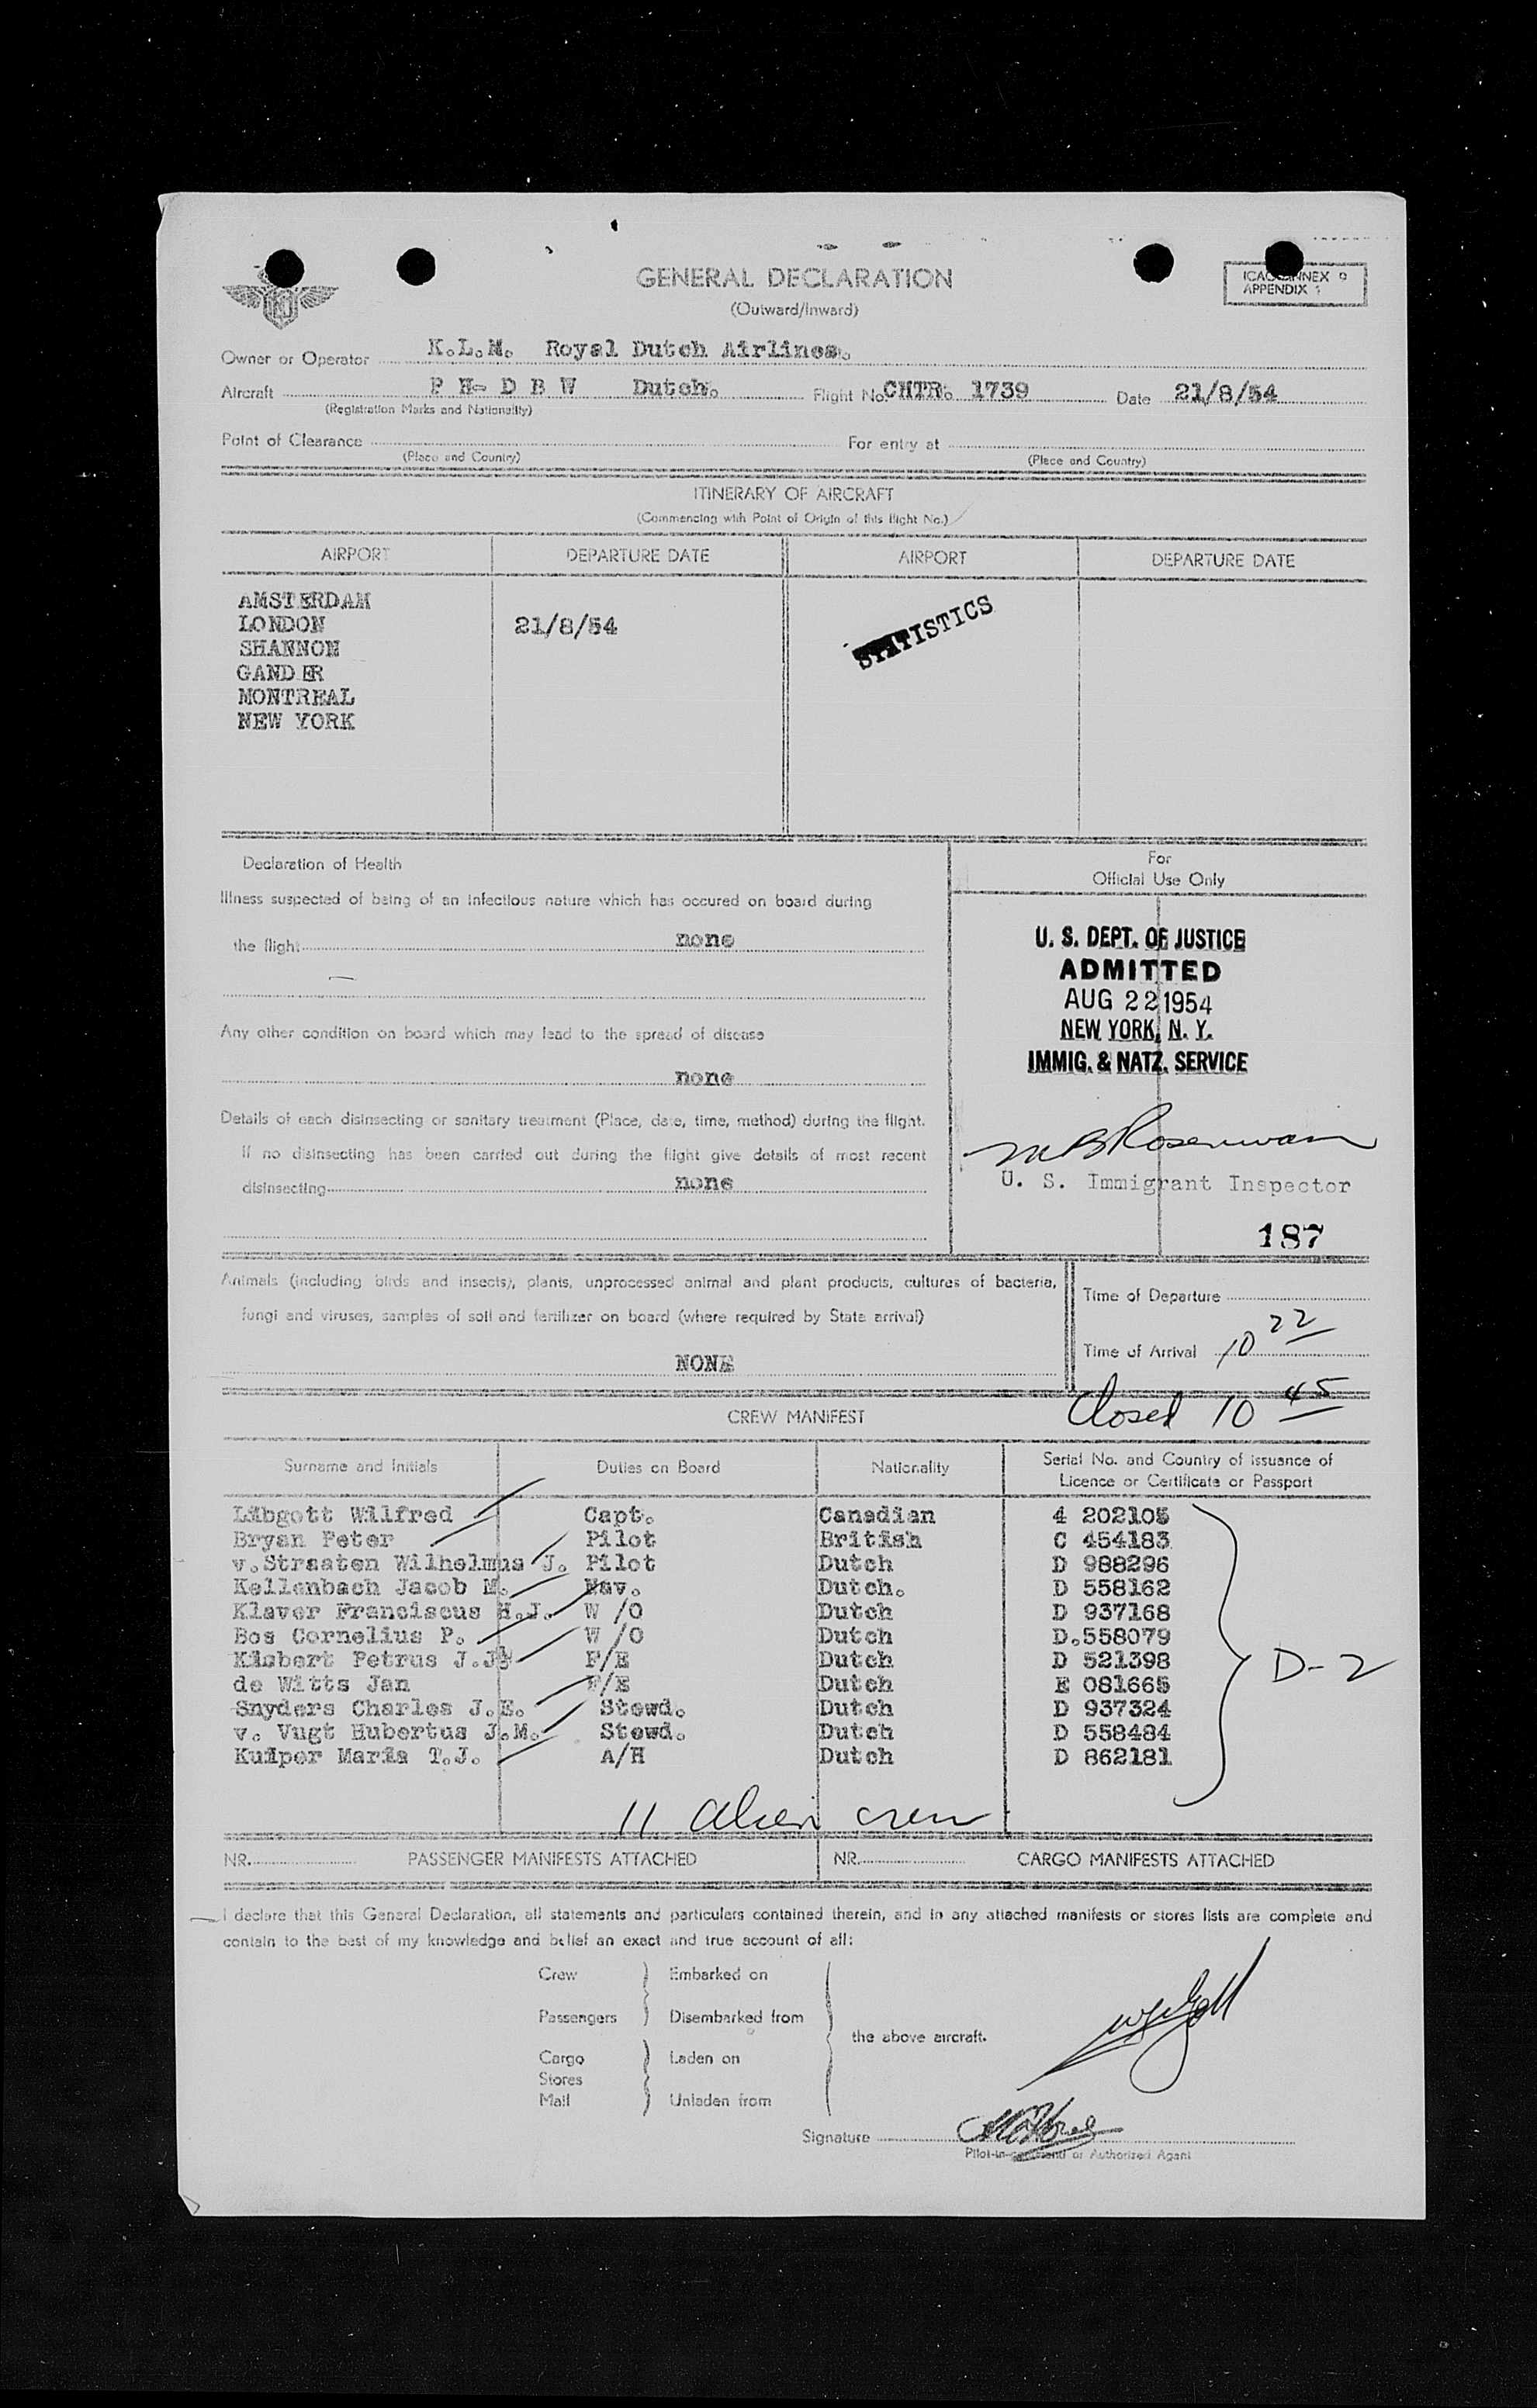 GENERAL DECLARATION
(Outward/Inward)
ICAO ANNEX 9
APPENDIX 1
Owner or Operator K.L.M. Royal Dutch Airlines.
Aircraft P H- D B W Dutch. Flight No. CHTR. 1739 Date 21/8/54
(Registration Marks and Nationality)
Point of Clearance For entry at
(Place and Country) (Place and Country)
ITINERARY OF AIRCRAFT
(Commencing with Point of Origin of this flight No.)
AIRPORT DEPARTURE DATE AIRPORT DEPARTURE DATE
AMSTERDAM
LONDON 21/8/54 STATISTICS
SHANNON
GANDER
MONTREAL
NEW YORK
Declaration of Health
Illness suspected of being of an infectious nature which has occured on board during
the flight none
Any other condition on board which may lead to the spread of disease
none
Details of each disinsecting or sanitary treatment (Place, date, time, method) during the flight.
If no disinsecting has been carried out during the flight give details of most recent
disinsecting none
For
Official Use Only
U. S. DEPT. OF JUSTICE
ADMITTED
AUG 22 1954
NEW YORK, N. Y.
IMMIG. & NATZ. SERVICE
U. S. Immigrant Inspector
187
Animals (including birds and insects), plants, unprocessed animal and plant products, cultures of bacteria,
fungi and viruses, samples of soil and fertilizer on board (where required by State arrival)
NONE
Time of Departure
Time of Arrival 10 22
Closed 10 45
CREW MANIFEST
Surname and Initials Duties on Board Nationality Serial No. and Country of issuance of
Licence or Certificate or Passport
Libgott Wilfred Capt. Canadian 4 202105
Bryan Peter Pilot British C 454183
v.Straaten Wilhelmus J. Pilot Dutch D 988296
Kellenbach Jacob M. Nav. Dutch. D 558162
Klaver Franciscus H.J. W /O Dutch D 937168
Bos Cornelius P. W /O Dutch D.558079
Kisbert Petrus J.J. F/E Dutch D 521398
de Witts Jan F/E Dutch E 081665
Snyders Charles J.E. Stewd. Dutch D 937324
v. Vugt Hubertus J.M. Stewd. Dutch D 558484
Kuiper Maria T.J. A/H Dutch D 862181
D-2
11 alien crew
NR. PASSENGER MANIFESTS ATTACHED NR. CARGO MANIFESTS ATTACHED
I declare that this General Declaration, all statements and particulars contained therein, and in any attached manifests or stores lists are complete and
contain to the best of my knowledge and belief an exact and true account of all:
Crew Embarked on
Passengers Disembarked from
the above aircraft.
Cargo Laden on
Stores
Mail Unladen from
Signature
Pilot-in-command or Authorized Agent